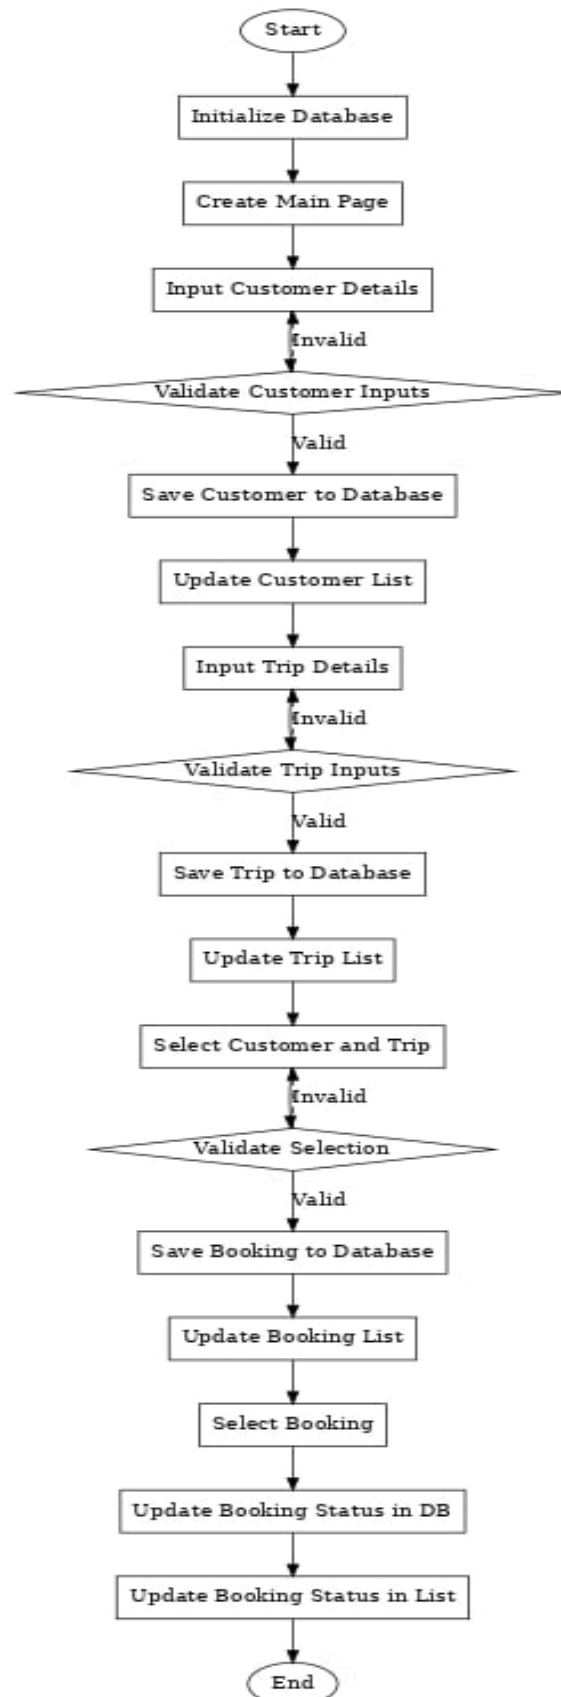 Start
Initialize Database
Create Main Page
Input Customer Details
Invalid
Validate Customer Inputs
Valid
Save Customer to Database
Update Customer List
Input Trip Details
Invalid
Validate Trip Inputs
Valid
Save Trip to Database
Update Trip List
Select Customer and Trip
Invalid
Validate Selection
Valid
Save Booking to Database
Update Booking List
Select Booking
Update Booking Status in DB
Update Booking Status in List
End